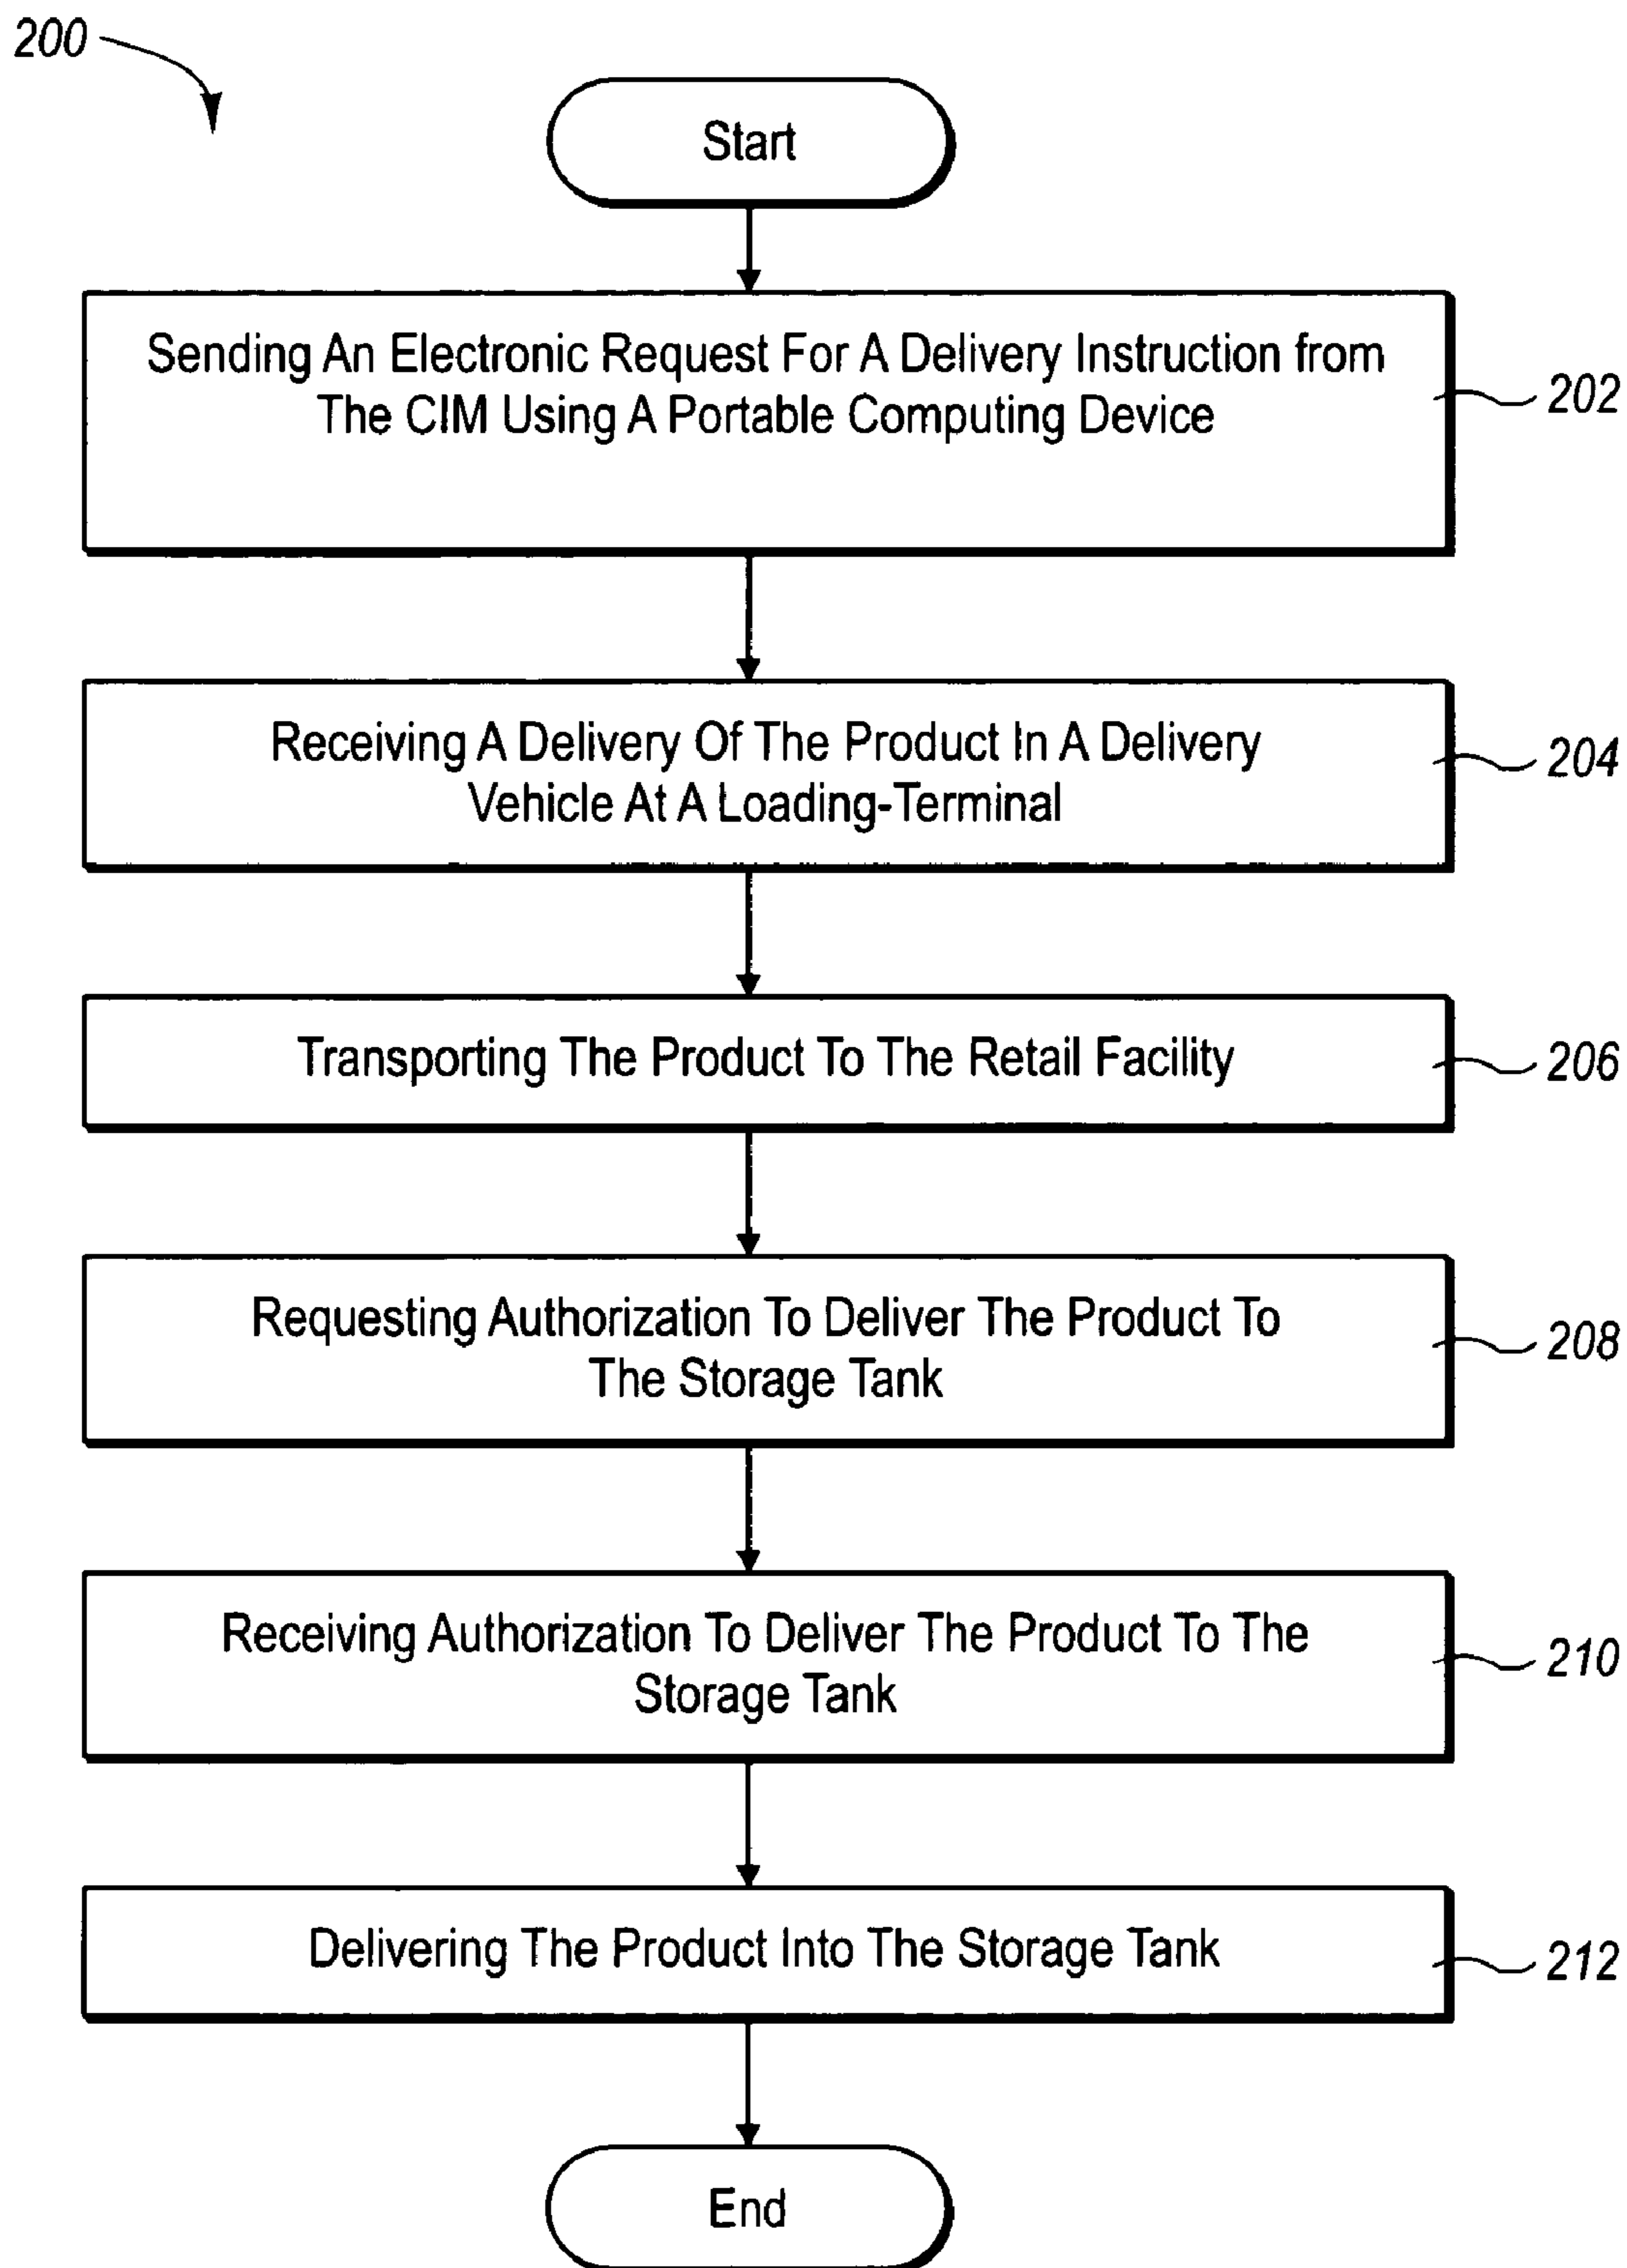 200
Start
Sending An Electronic Request For A Delivery Instruction from
The CIM Using A Portable Computing Device
202
Receiving A Delivery Of The Product In A Delivery
Vehicle At A Loading-Terminal
204
Transporting The Product To The Retail Facility
206
Requesting Authorization To Deliver The Product To
The Storage Tank
208
Receiving Authorization To Deliver The Product To The
Storage Tank
210
Delivering The Product Into The Storage Tank
212
End